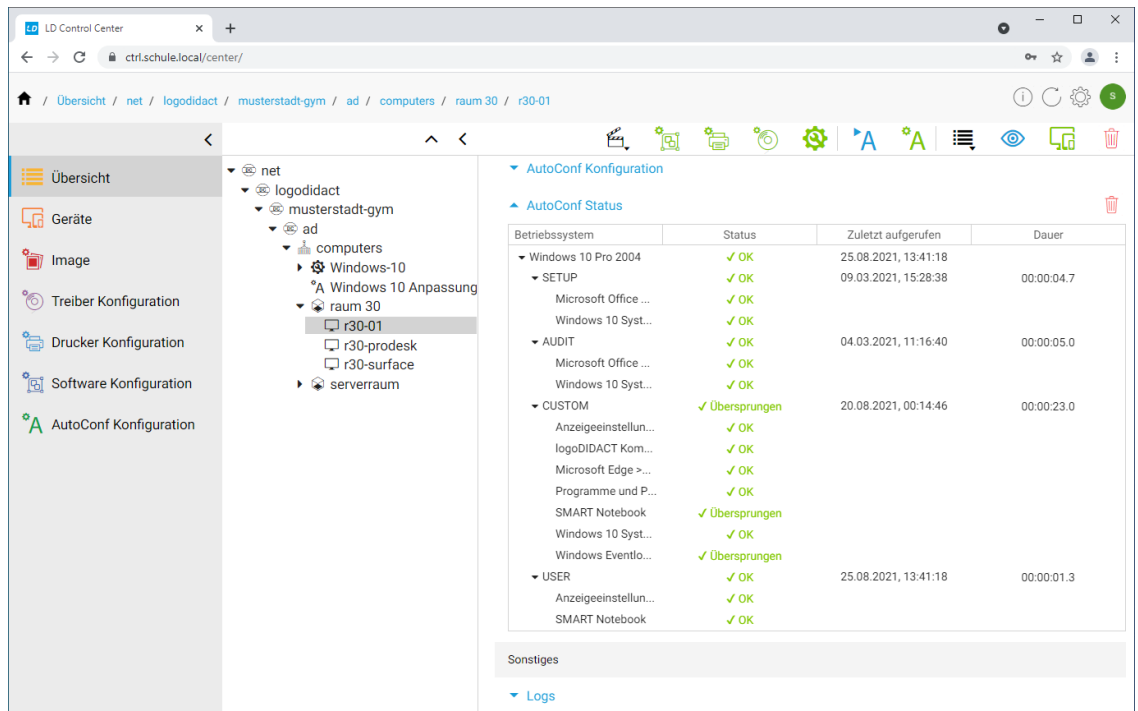 LD LD Control Center
ctrl.schule.local/center/
/ Übersicht / net / logodidact / musterstadt-gym / ad / computers / raum 30 / r30-01
S
Übersicht
Geräte
Image
Treiber Konfiguration
Drucker Konfiguration
Software Konfiguration
A AutoConf Konfiguration
net
logodidact
musterstadt-gym
ad
computers
Windows-10
A Windows 10 Anpassung
raum 30
r30-01
r30-prodesk
r30-surface
serverraum
A A
AutoConf Konfiguration
AutoConf Status
Betriebssystem Status Zuletzt aufgerufen Dauer
Windows 10 Pro 2004 ✓ OK 25.08.2021, 13:41:18
SETUP ✓ OK 09.03.2021, 15:28:38 00:00:04.7
Microsoft Office ... ✓ OK
Windows 10 Syst... ✓ OK
AUDIT ✓ OK 04.03.2021, 11:16:40 00:00:05.0
Microsoft Office ... ✓ OK
Windows 10 Syst... ✓ OK
CUSTOM ✓ Übersprungen 20.08.2021, 00:14:46 00:00:23.0
Anzeigeeinstellun... ✓ OK
logoDIDACT Kom... ✓ OK
Microsoft Edge >... ✓ OK
Programme und P... ✓ OK
SMART Notebook ✓ Übersprungen
Windows 10 Syst... ✓ OK
Windows Eventlo... ✓ Übersprungen
USER ✓ OK 25.08.2021, 13:41:18 00:00:01.3
Anzeigeeinstellun... ✓ OK
SMART Notebook ✓ OK
Sonstiges
Logs